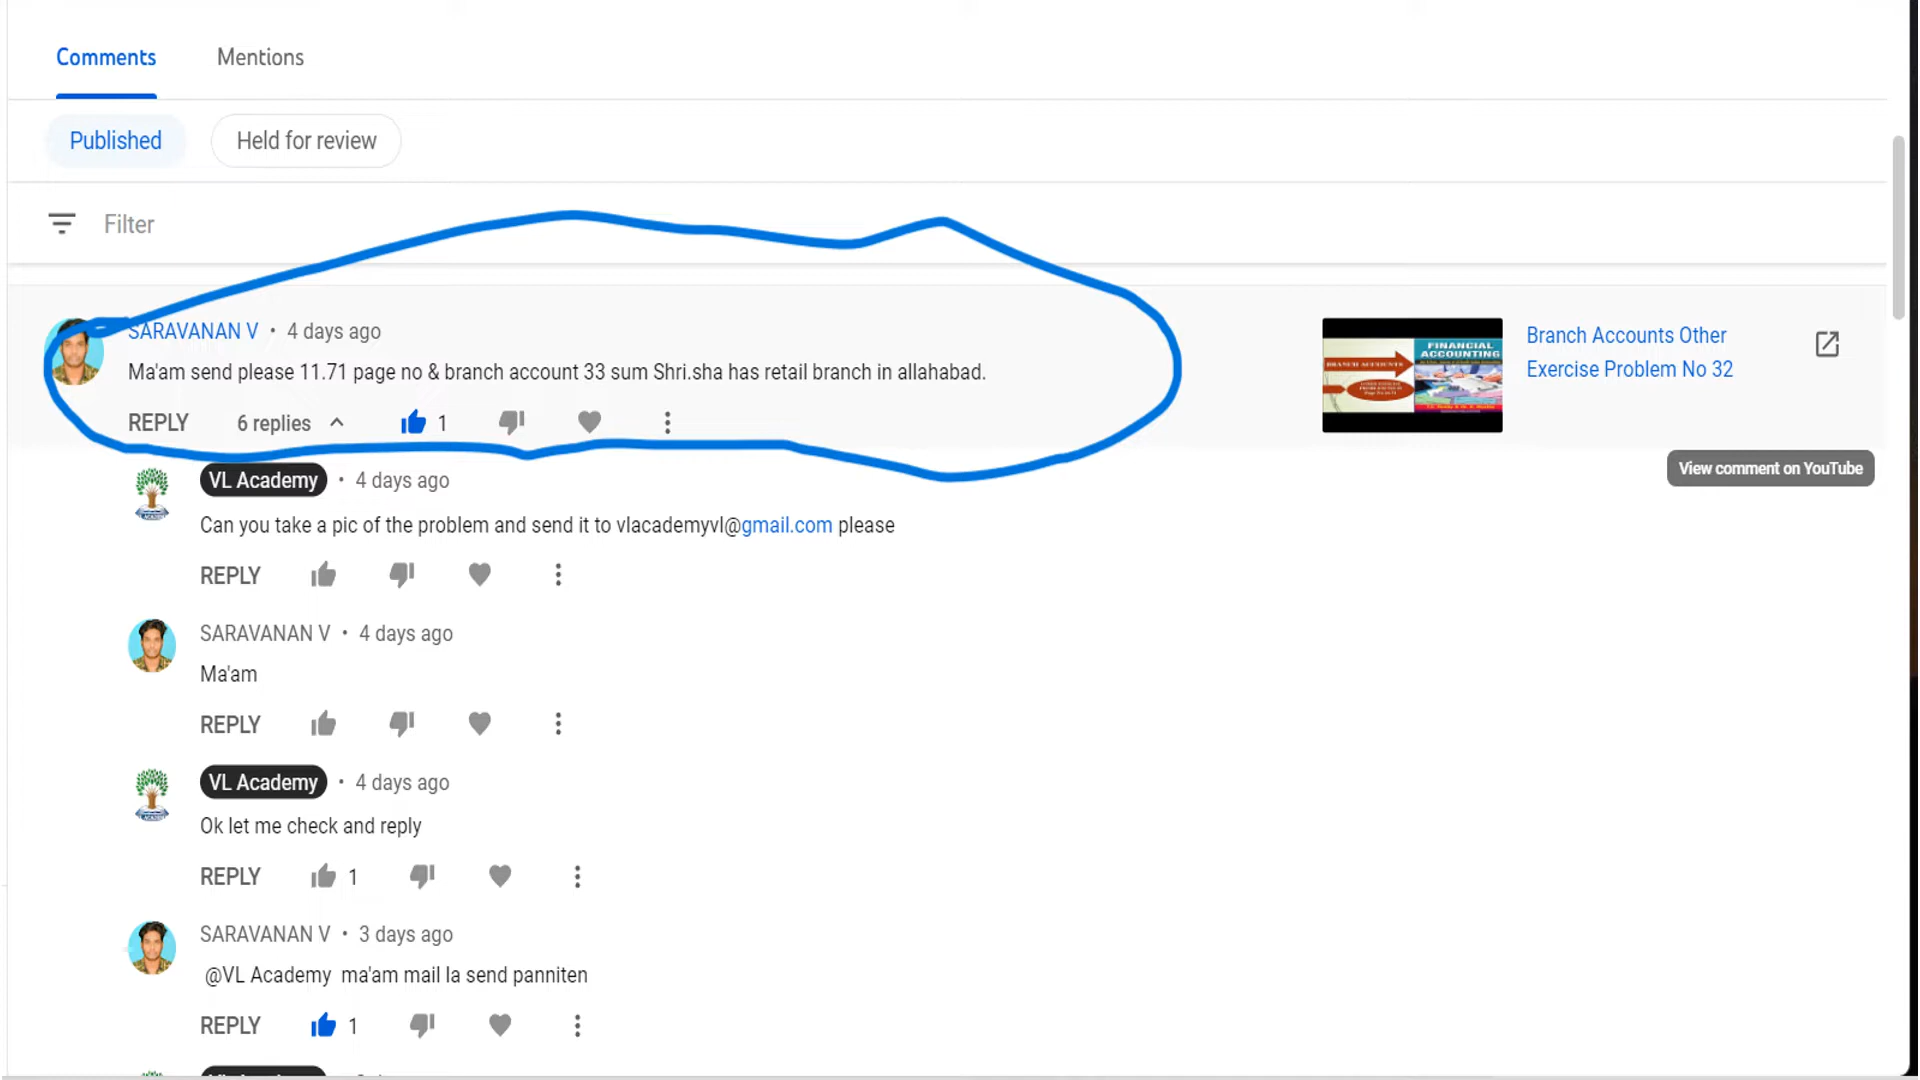 Comments
Mentions
Published
Held for review
Filter
SARAVANAN V • 4 days ago
Ma'am send please 11.71 page no & branch account 33 sum Shri.sha has retail branch in allahabad.
REPLY 6 replies 1
BRANCH ACCOUNTS
FINANCIAL
ACCOUNTING
Branch Accounts Other
Exercise Problem No 32
View comment on YouTube
VL Academy • 4 days ago
Can you take a pic of the problem and send it to vlacademyvl@gmail.com please
REPLY
SARAVANAN V • 4 days ago
Ma'am
REPLY
VL Academy • 4 days ago
Ok let me check and reply
REPLY 1
SARAVANAN V • 3 days ago
@VL Academy ma'am mail la send panniten
REPLY 1